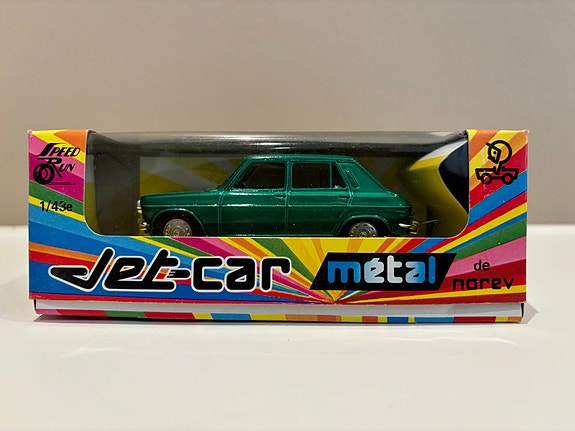 SPEED
RUN
1/43e
Jet-car métal de norev